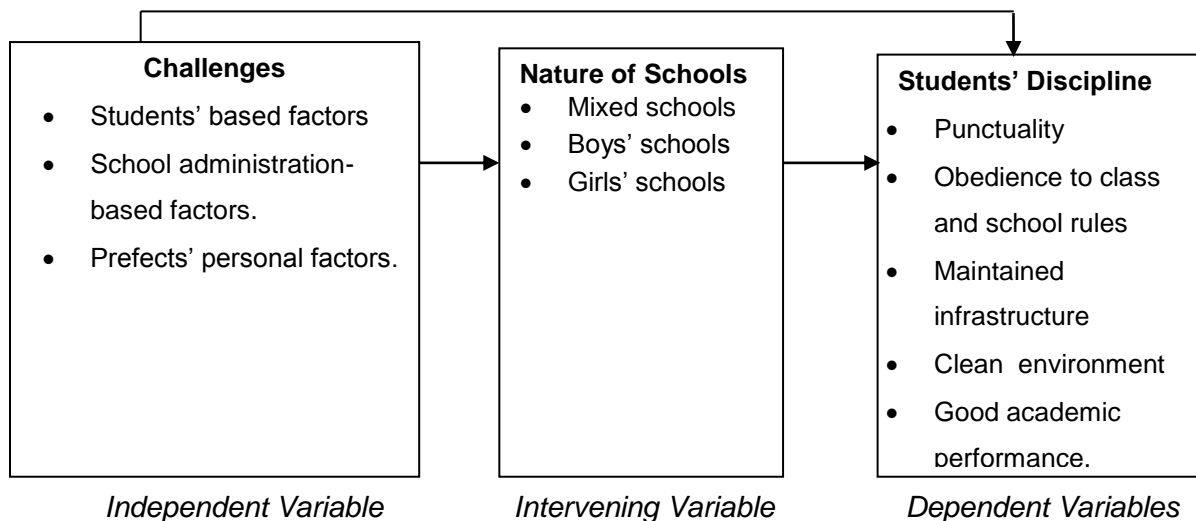 Challenges
• Students’ based factors
• School administration-
based factors.
• Prefects’ personal factors.
Nature of Schools
• Mixed schools
• Boys’ schools
• Girls’ schools
Students’ Discipline
• Punctuality
• Obedience to class
and school rules
• Maintained
infrastructure
• Clean environment
• Good academic
performance.
Independent Variable
Intervening Variable
Dependent Variables